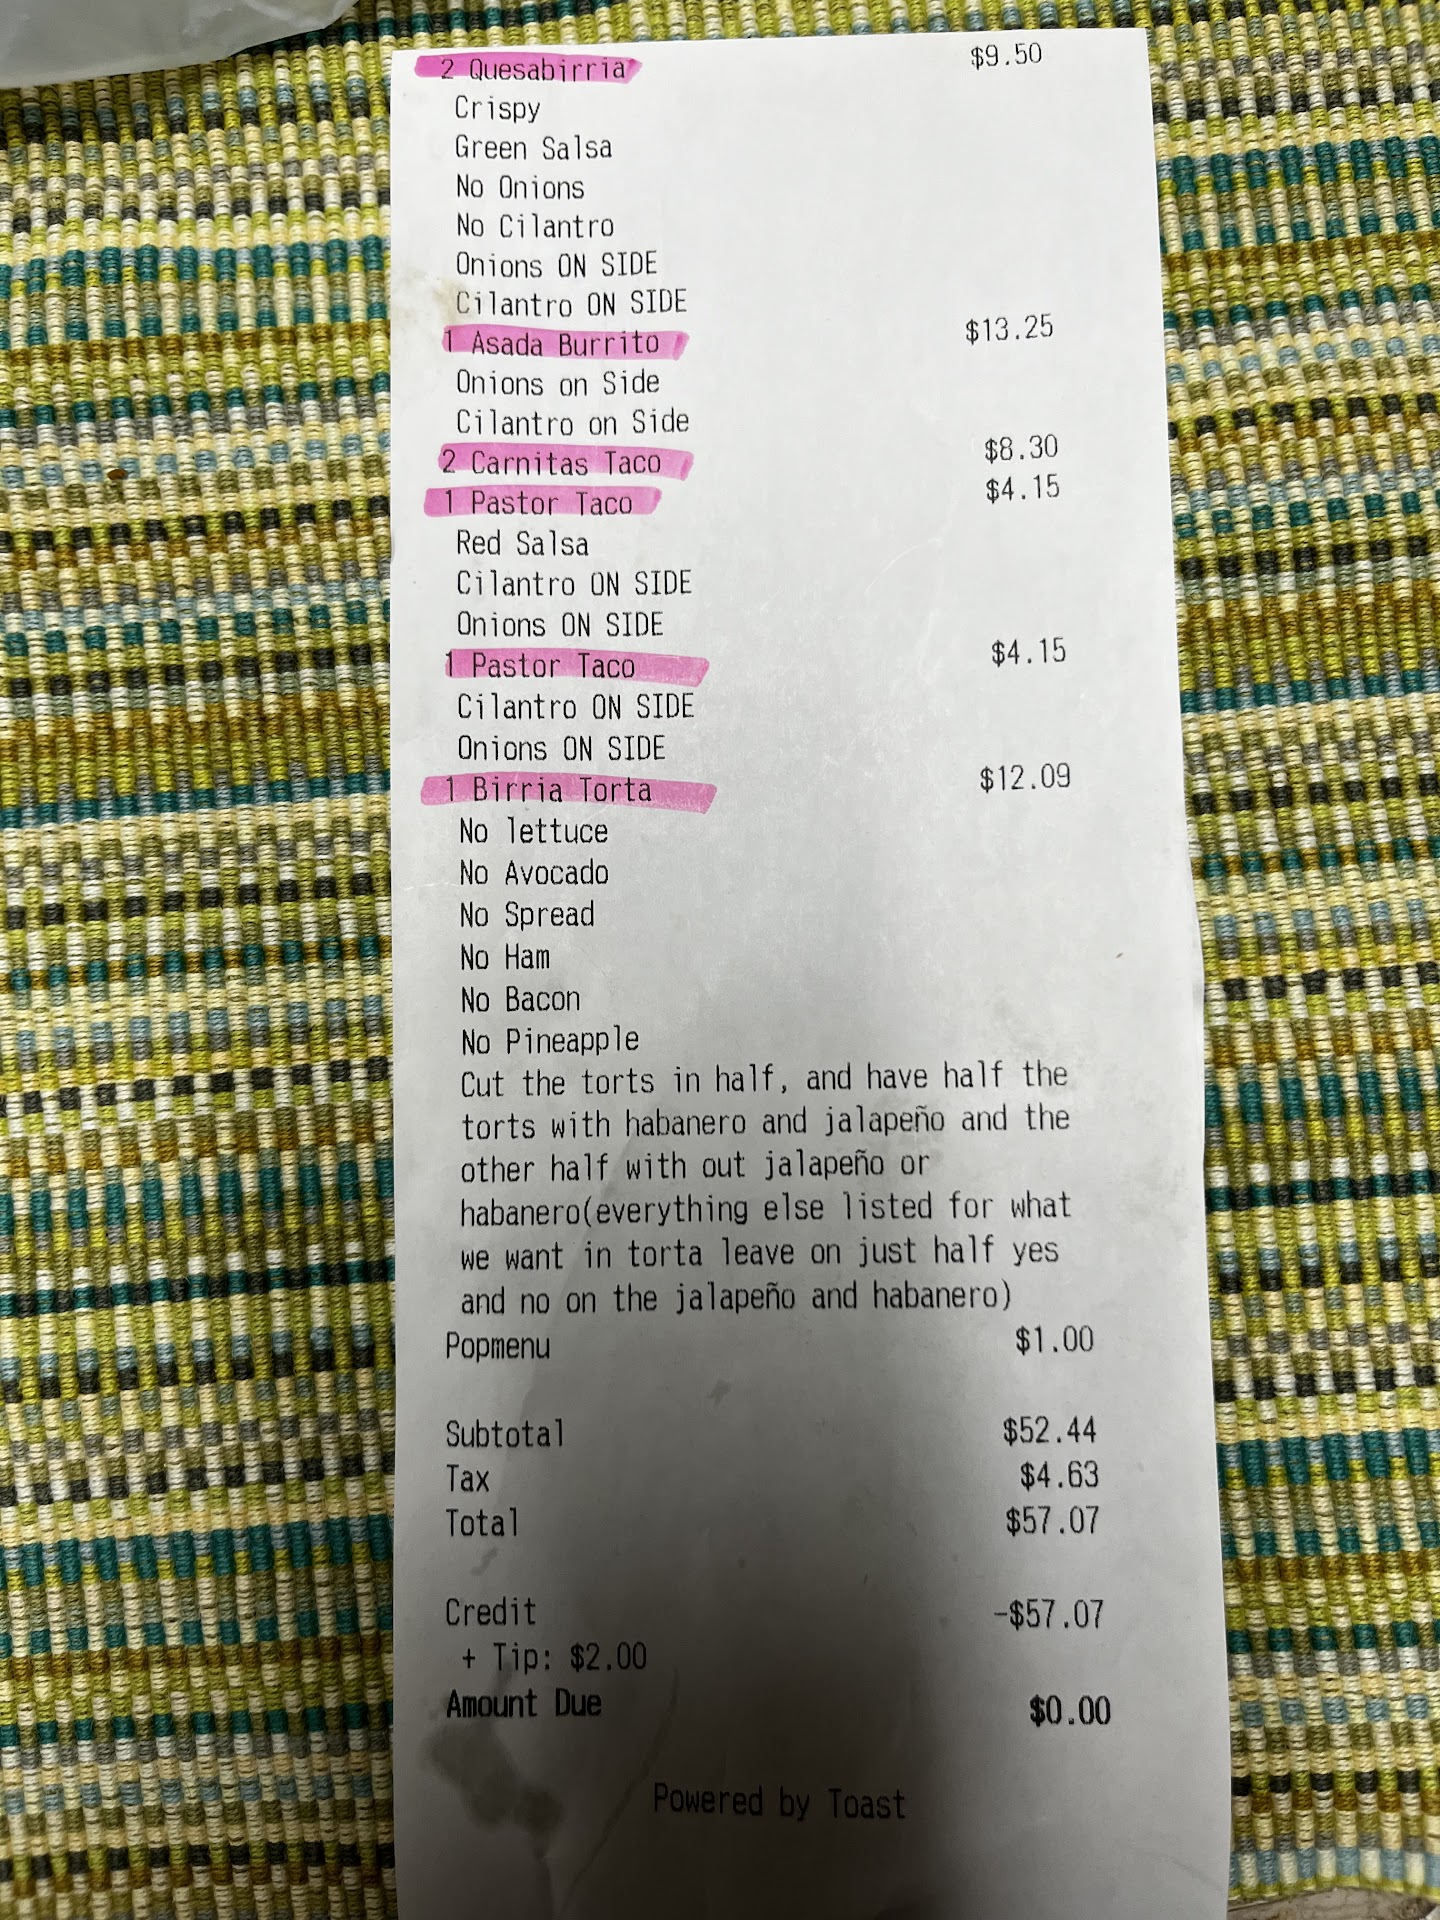 2 Quesabirria $9.50
Crispy
Green Salsa
No Onions
No Cilantro
Onions ON SIDE
Cilantro ON SIDE
1 Asada Burrito $13.25
Onions on Side
Cilantro on Side
2 Carnitas Taco $8.30
1 Pastor Taco $4.15
Red Salsa
Cilantro ON SIDE
Onions ON SIDE
1 Pastor Taco $4.15
Cilantro ON SIDE
Onions ON SIDE
1 Birria Torta $12.09
No lettuce
No Avocado
No Spread
No Ham
No Bacon
No Pineapple
Cut the torts in half, and have half the
torts with habanero and jalapeño and the
other half with out jalapeño or
habanero(everything else listed for what
we want in torta leave on just half yes
and no on the jalapeño and habanero)
Popmenu $1.00
Subtotal $52.44
Tax $4.63
Total $57.07
Credit -$57.07
+ Tip: $2.00
Amount Due $0.00
Powered by Toast